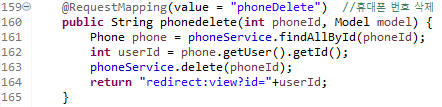 159 @RequestMapping(value = "phoneDelete") //휴대폰 번호 삭제
160 public String phonedelete(int phoneId, Model model) {
161 Phone phone = phoneService.findAllById(phoneId);
162 int userId = phone.getUser().getId();
163 phoneService.delete(phoneId);
164 return "redirect:view?id="+userId;
165 }